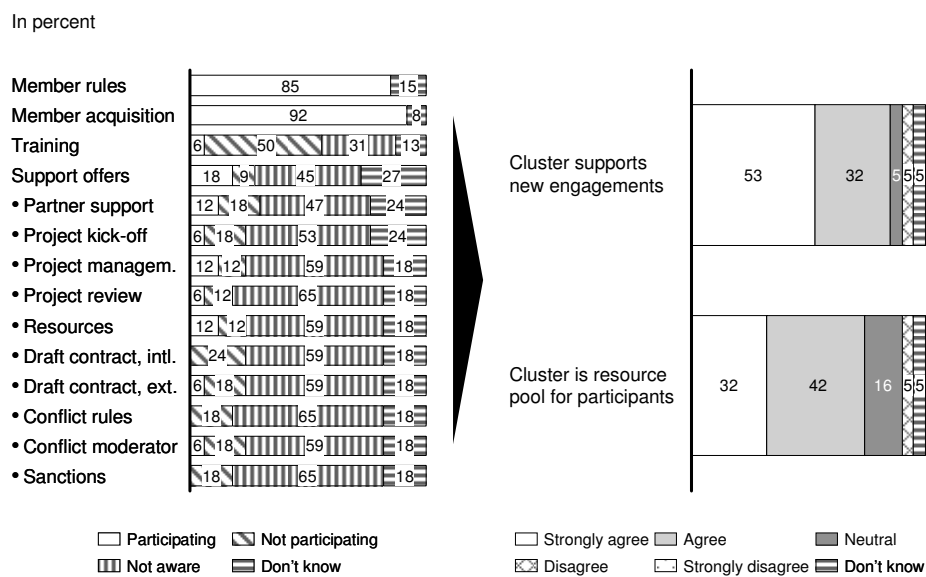 In percent
Member rules 85 15
Member acquisition 92 8
Training 6 50 31 13
Support offers 18 9 45 27
• Partner support 12 18 47 24
• Project kick-off 6 18 53 24
• Project managem. 12 12 59 18
• Project review 6 12 65 18
• Resources 12 12 59 18
• Draft contract, intl. 24 59 18
• Draft contract, ext. 6 18 59 18
• Conflict rules 18 65 18
• Conflict moderator 6 18 59 18
• Sanctions 18 65 18
Participating Not participating
Not aware Don't know
Cluster supports
new engagements
53 32 5 5 5
Cluster is resource
pool for participants
32 42 16 5 5
Strongly agree Agree Neutral
Disagree Strongly disagree Don't know